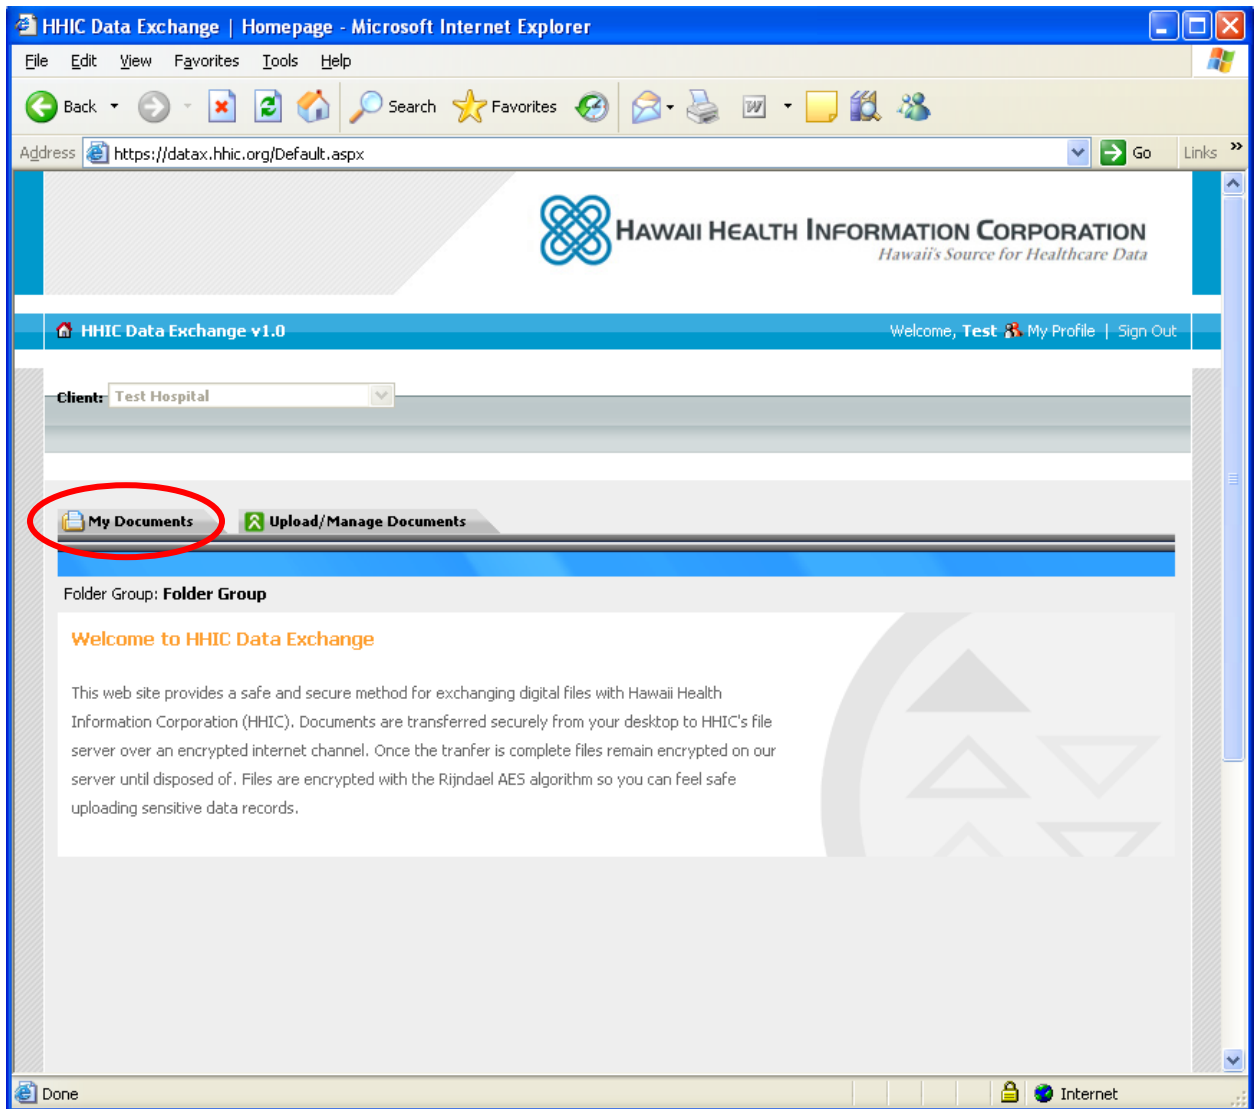 HHIC Data Exchange | Homepage - Microsoft Internet Explorer
File Edit View Favorites Tools Help
Back Search Favorites
Address https://datax.hhic.org/Default.aspx Go Links »
HAWAII HEALTH INFORMATION CORPORATION
Hawaii's Source for Healthcare Data
HHIC Data Exchange v1.0 Welcome, Test My Profile | Sign Out
Client: Test Hospital
My Documents Upload/Manage Documents
Folder Group: Folder Group
Welcome to HHIC Data Exchange
This web site provides a safe and secure method for exchanging digital files with Hawaii Health
Information Corporation (HHIC). Documents are transferred securely from your desktop to HHIC's file
server over an encrypted internet channel. Once the tranfer is complete files remain encrypted on our
server until disposed of. Files are encrypted with the Rijndael AES algorithm so you can feel safe
uploading sensitive data records.
Done Internet